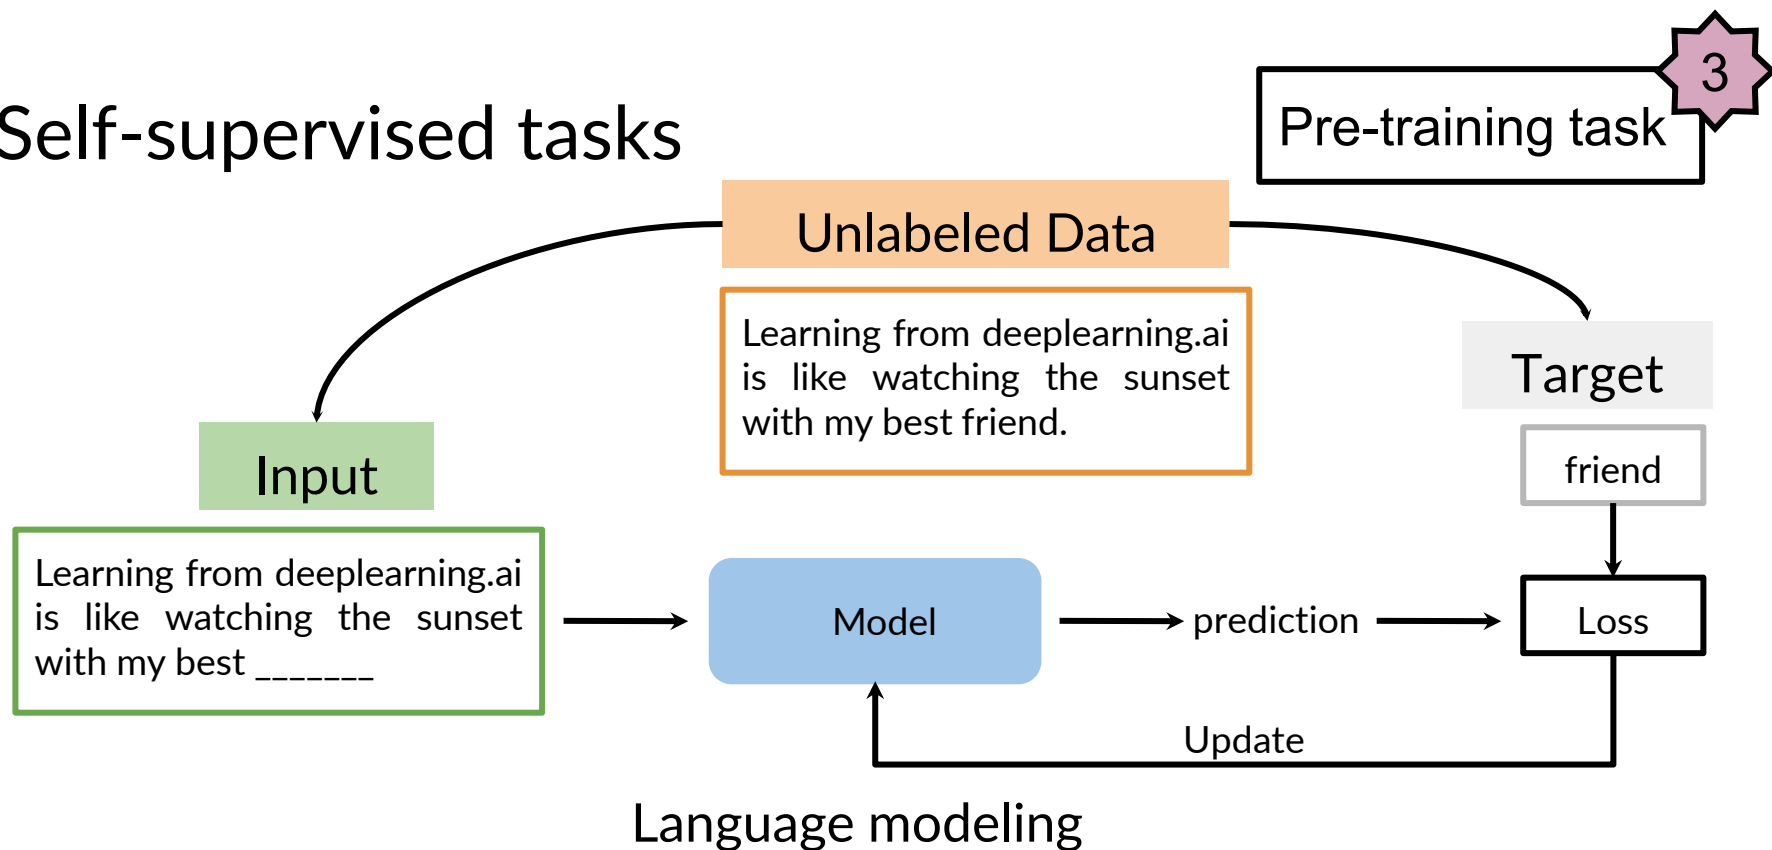 3
Pre-training task
Self-supervised tasks
Unlabeled Data
Learning from deeplearning.ai
is like watching the sunset
with my best friend.
Target
friend
Input
Learning from deeplearning.ai
is like watching the sunset
with my best _______
Model
prediction
Loss
Update
Language modeling